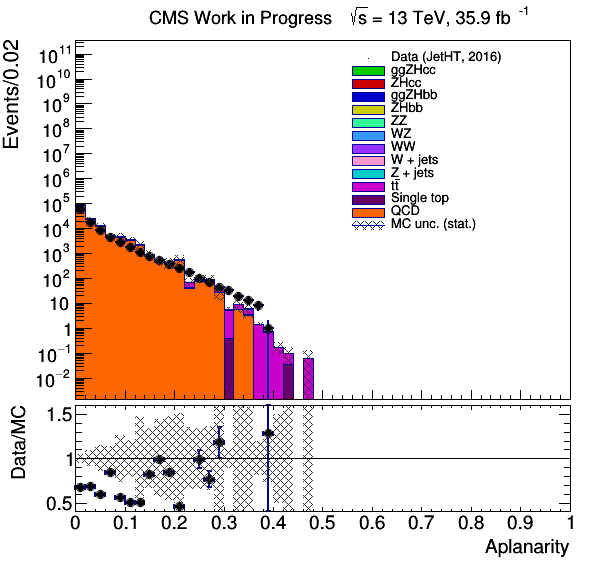 CMS Work in Progress √s = 13 TeV, 35.9 fb⁻¹
Events/0.02
10¹¹
10¹⁰
10⁹
10⁸
10⁷
10⁶
10⁵
10⁴
10³
10²
10
1
10⁻¹
10⁻²
Data (JetHT, 2016)
ggZHcc
ZHcc
ggZHbb
ZHbb
ZZ
WZ
WW
W + jets
Z + jets
tt̄
Single top
QCD
MC unc. (stat.)
Data/MC
1.5
1
0.5
0 0.1 0.2 0.3 0.4 0.5 0.6 0.7 0.8 0.9 1
Aplanarity